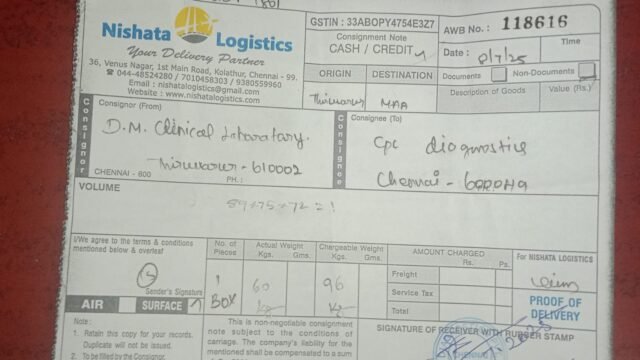 Nishata Logistics
Your Delivery Partner
36, Venus Nagar, 1st Main Road, Kolathur, Chennai - 99.
044-48524280 / 7010458303 / 9380559960
Email : nishatalogistics@gmail.com
Website : www.nishatalogistics.com
GSTIN : 33ABOPY4754E3Z7
Consignment Note
CASH / CREDIT
AWB No. : 118616
Date : 8/7/25
Time
ORIGIN
DESTINATION
Thiruvarur
MAA
Documents
Non-Documents
Description of Goods
Value (Rs.)
Consignor
Consignor (From)
D.M. Clinical Laboratary.
Thiruvarur - 610002
CHENNAI - 600
PH. :
Consignee
Consignee (To)
Cpc diagnostics
Chennai -
VOLUME
I/We agree to the terms & conditions
mentioned below & overleaf
Sender's Signature
AIR
SURFACE
No. of Pieces
1
BOX
Actual Weight
Kgs. Gms.
60
Kg
Chargeable Weight
Kgs. Gms.
96
Kg
AMOUNT CHARGED
Rs. Ps.
Freight
Service Tax
Total
For NISHATA LOGISTICS
PROOF OF
DELIVERY
Note :
1. Retain this copy for your records.
Duplicate will not be issued.
2. To be filled by the Consignor.
This is non-negotiable consignment
note subject to the conditions of
carriage. The company's liability for the
mentioned shall be compensated to a sum
SIGNATURE OF RECEIVER WITH RUBBER STAMP